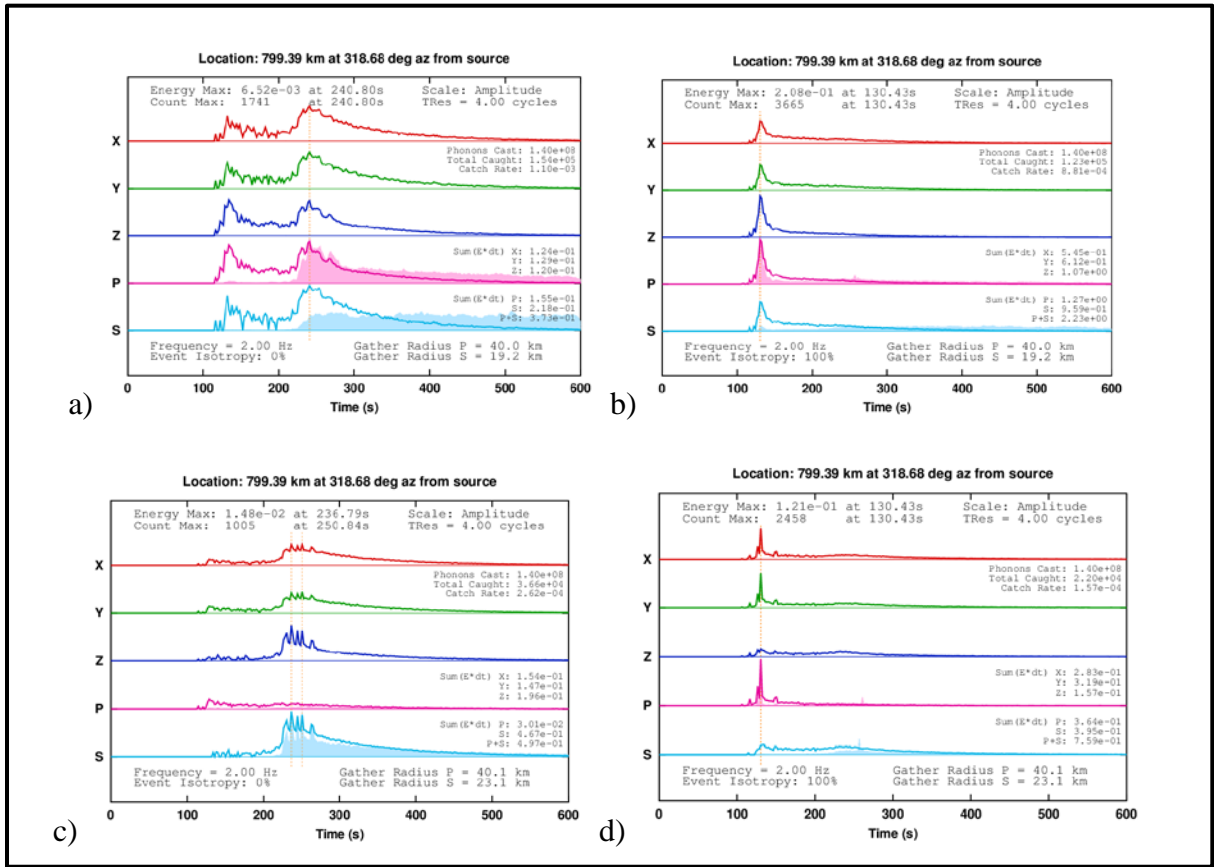 Location: 799.39 km at 318.68 deg az from source
Energy Max: 6.52e-03 at 240.80s Scale: Amplitude
Count Max: 1741 at 240.80s TRes = 4.00 cycles
X
Phonons Cast: 1.40e+08
Total Caught: 1.54e+05
Catch Rate: 1.10e-03
Y
Z
Sum(E*dt) X: 1.24e-01
Y: 1.29e-01
Z: 1.20e-01
P
Sum(E*dt) P: 1.55e-01
S: 2.18e-01
P+S: 3.73e-01
S
Frequency = 2.00 Hz Gather Radius P = 40.0 km
Event Isotropy: 0% Gather Radius S = 19.2 km
0 100 200 300 400 500 600
Time (s)
a)
Location: 799.39 km at 318.68 deg az from source
Energy Max: 2.08e-01 at 130.43s Scale: Amplitude
Count Max: 3665 at 130.43s TRes = 4.00 cycles
X
Phonons Cast: 1.40e+08
Total Caught: 1.23e+05
Catch Rate: 8.81e-04
Y
Z
Sum(E*dt) X: 5.45e-01
Y: 6.12e-01
Z: 1.07e+00
P
Sum(E*dt) P: 1.27e+00
S: 9.59e-01
P+S: 2.23e+00
S
Frequency = 2.00 Hz Gather Radius P = 40.0 km
Event Isotropy: 100% Gather Radius S = 19.2 km
0 100 200 300 400 500 600
Time (s)
b)
Location: 799.39 km at 318.68 deg az from source
Energy Max: 1.48e-02 at 236.79s Scale: Amplitude
Count Max: 1005 at 250.84s TRes = 4.00 cycles
X
Phonons Cast: 1.40e+08
Total Caught: 3.66e+04
Catch Rate: 2.62e-04
Y
Z
Sum(E*dt) X: 1.54e-01
Y: 1.47e-01
Z: 1.96e-01
P
Sum(E*dt) P: 3.01e-02
S: 4.67e-01
P+S: 4.97e-01
S
Frequency = 2.00 Hz Gather Radius P = 40.1 km
Event Isotropy: 0% Gather Radius S = 23.1 km
0 100 200 300 400 500 600
Time (s)
c)
Location: 799.39 km at 318.68 deg az from source
Energy Max: 1.21e-01 at 130.43s Scale: Amplitude
Count Max: 2458 at 130.43s TRes = 4.00 cycles
X
Phonons Cast: 1.40e+08
Total Caught: 2.20e+04
Catch Rate: 1.57e-04
Y
Z
Sum(E*dt) X: 2.83e-01
Y: 3.19e-01
Z: 1.57e-01
P
Sum(E*dt) P: 3.64e-01
S: 3.95e-01
P+S: 7.59e-01
S
Frequency = 2.00 Hz Gather Radius P = 40.1 km
Event Isotropy: 100% Gather Radius S = 23.1 km
0 100 200 300 400 500 600
Time (s)
d)